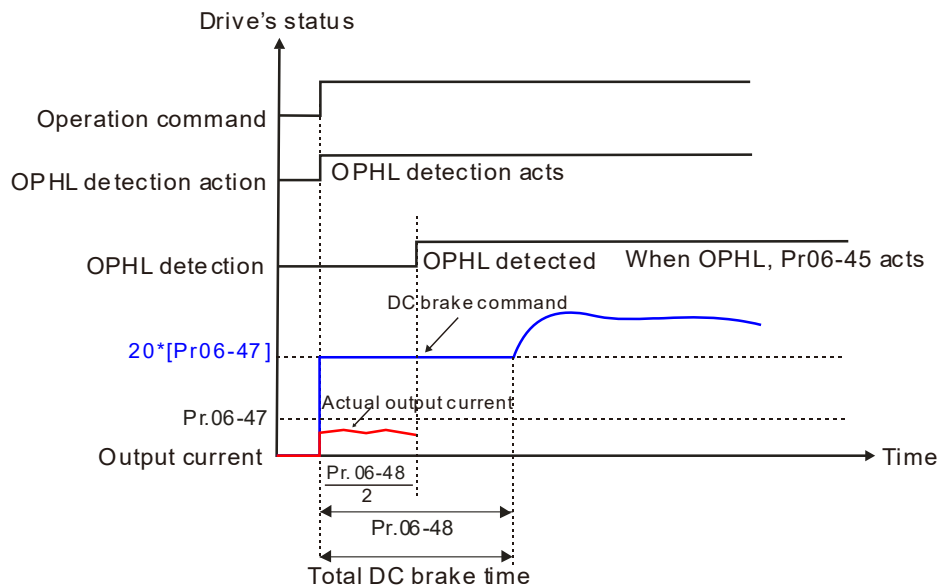 Drive's status
Operation command
OPHL detection action
OPHL detection acts
OPHL detection
OPHL detected
When OPHL, Pr06-45 acts
DC brake command
20*[Pr06-47]
Actual output current
Pr.06-47
Output current
Time
Pr.06-48
2
Pr.06-48
Total DC brake time